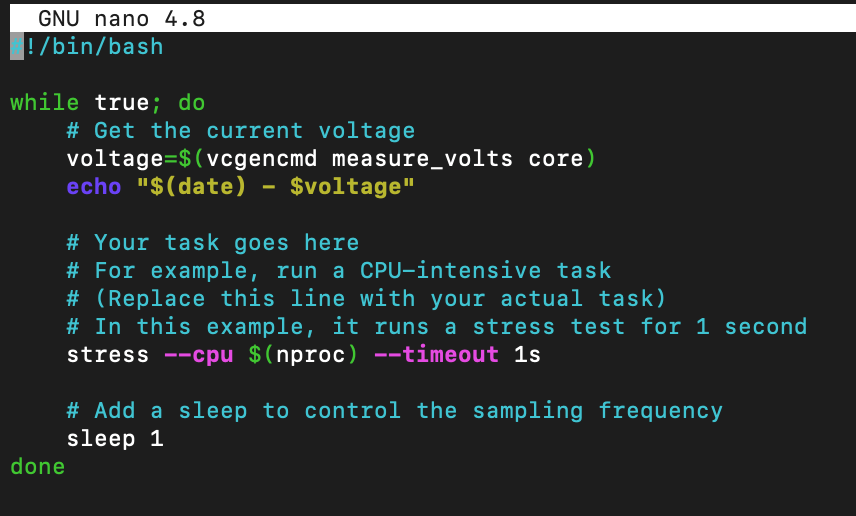 GNU nano 4.8
#!/bin/bash
while true; do
# Get the current voltage
voltage=$(vcgencmd measure_volts core)
echo "$(date) - $voltage"
# Your task goes here
# For example, run a CPU-intensive task
# (Replace this line with your actual task)
# In this example, it runs a stress test for 1 second
stress --cpu $(nproc) --timeout 1s
# Add a sleep to control the sampling frequency
sleep 1
done